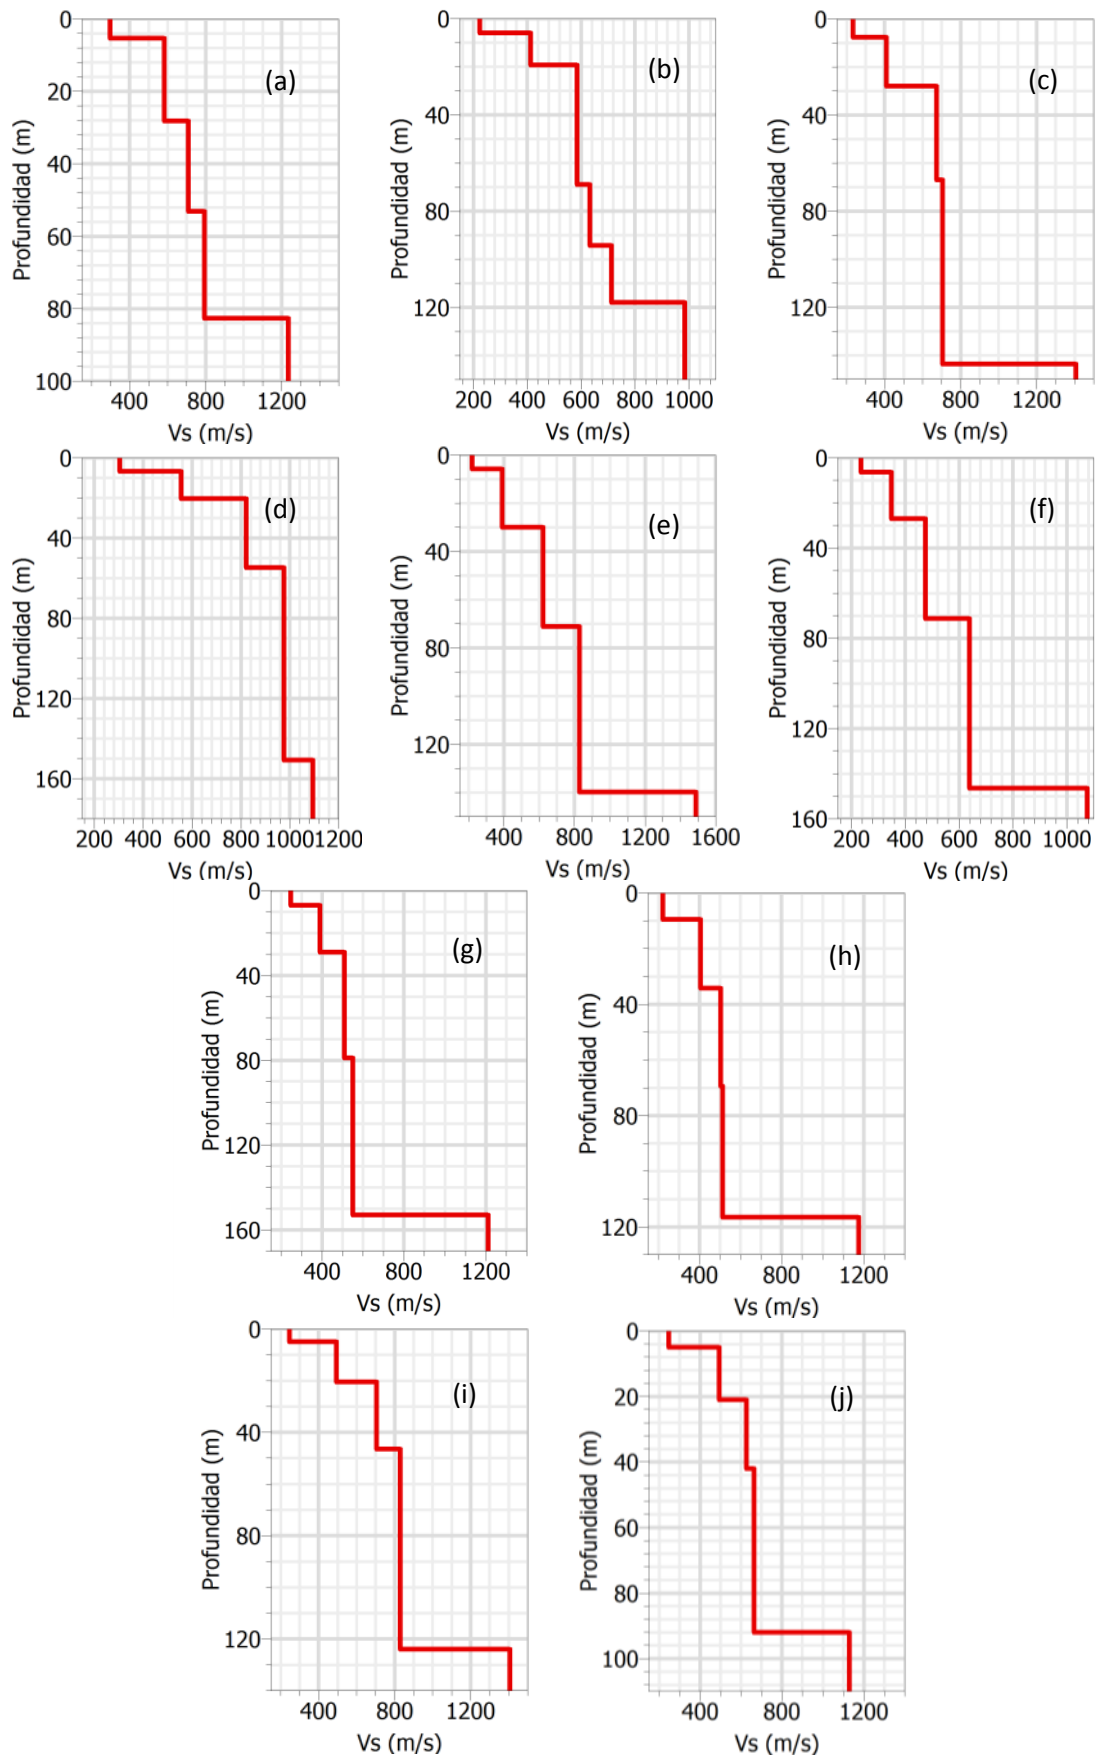 0
20
40
60
80
100
Profundidad (m)
(a)
400 800 1200
Vs (m/s)
0
40
80
120
Profundidad (m)
(b)
200 400 600 800 1000
Vs (m/s)
0
40
80
120
Profundidad (m)
(c)
400 800 1200
Vs (m/s)
0
40
80
120
160
Profundidad (m)
(d)
200 400 600 800 1000 1200
Vs (m/s)
0
40
80
120
Profundidad (m)
(e)
400 800 1200 1600
Vs (m/s)
0
40
80
120
160
Profundidad (m)
(f)
200 400 600 800 1000
Vs (m/s)
0
40
80
120
160
Profundidad (m)
(g)
400 800 1200
Vs (m/s)
0
40
80
120
Profundidad (m)
(h)
400 800 1200
Vs (m/s)
0
40
80
120
Profundidad (m)
(i)
400 800 1200
Vs (m/s)
0
20
40
60
80
100
Profundidad (m)
(j)
400 800 1200
Vs (m/s)